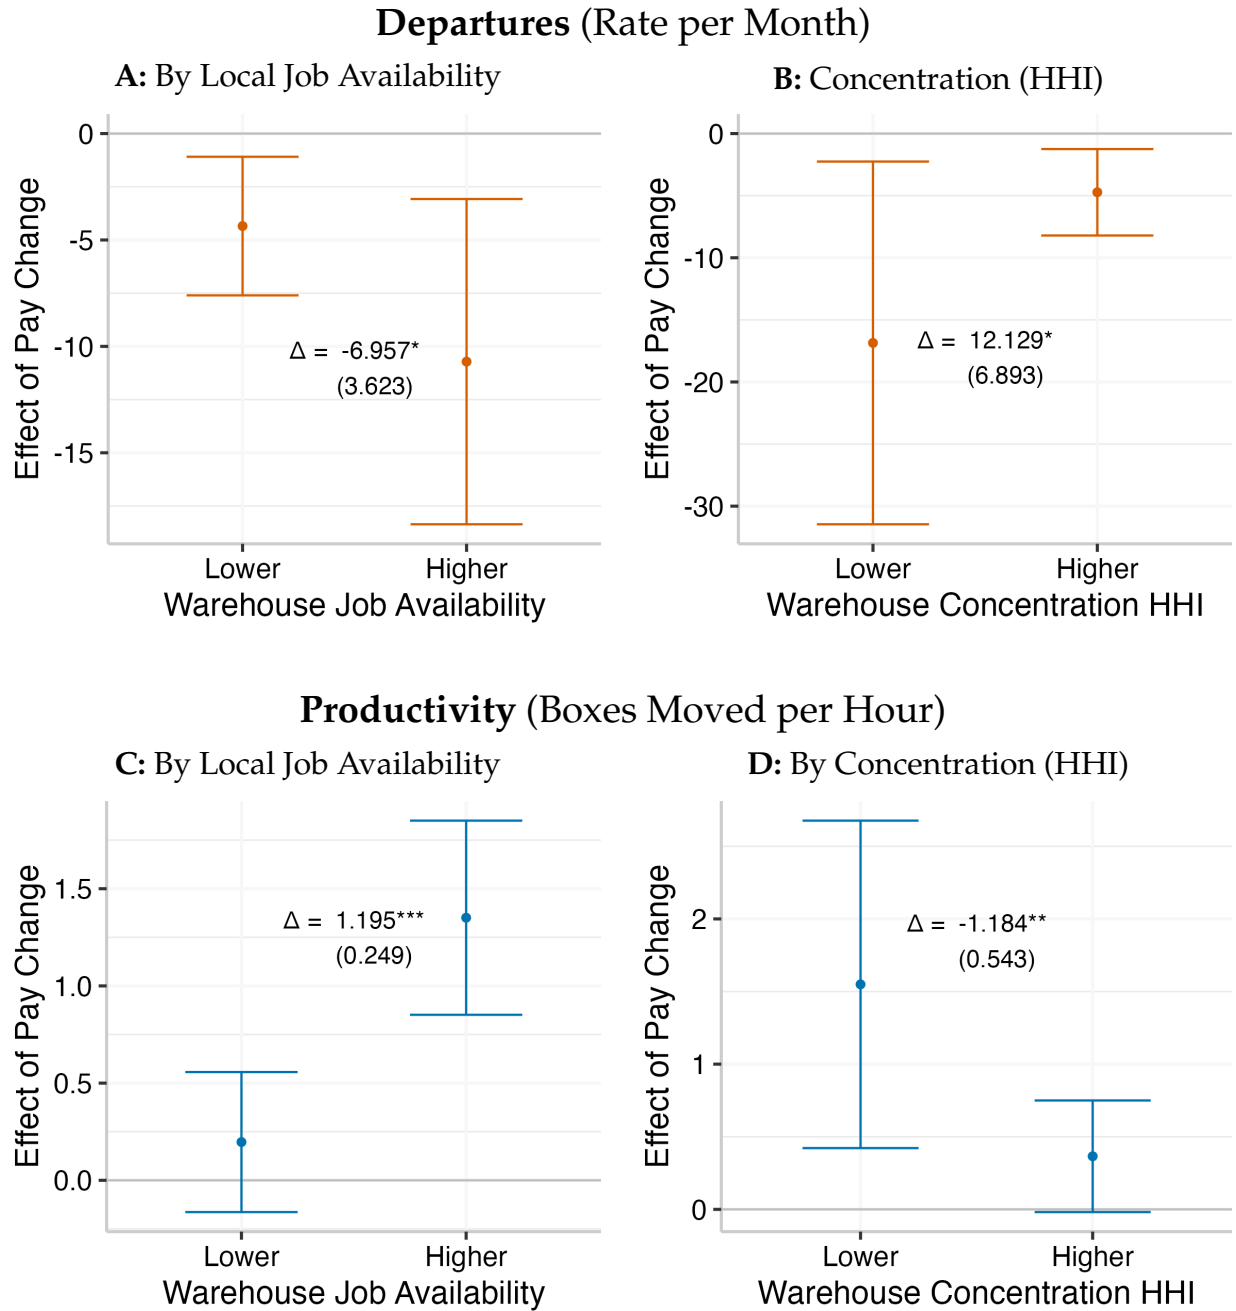 Departures (Rate per Month)
A: By Local Job Availability
0
-5
-10
-15
Effect of Pay Change
Δ = -6.957*
(3.623)
Lower
Higher
Warehouse Job Availability
B: Concentration (HHI)
0
-10
-20
-30
Effect of Pay Change
Δ = 12.129*
(6.893)
Lower
Higher
Warehouse Concentration HHI
Productivity (Boxes Moved per Hour)
C: By Local Job Availability
1.5
1.0
0.5
0.0
Effect of Pay Change
Δ = 1.195***
(0.249)
Lower
Higher
Warehouse Job Availability
D: By Concentration (HHI)
2
1
0
Effect of Pay Change
Δ = -1.184**
(0.543)
Lower
Higher
Warehouse Concentration HHI